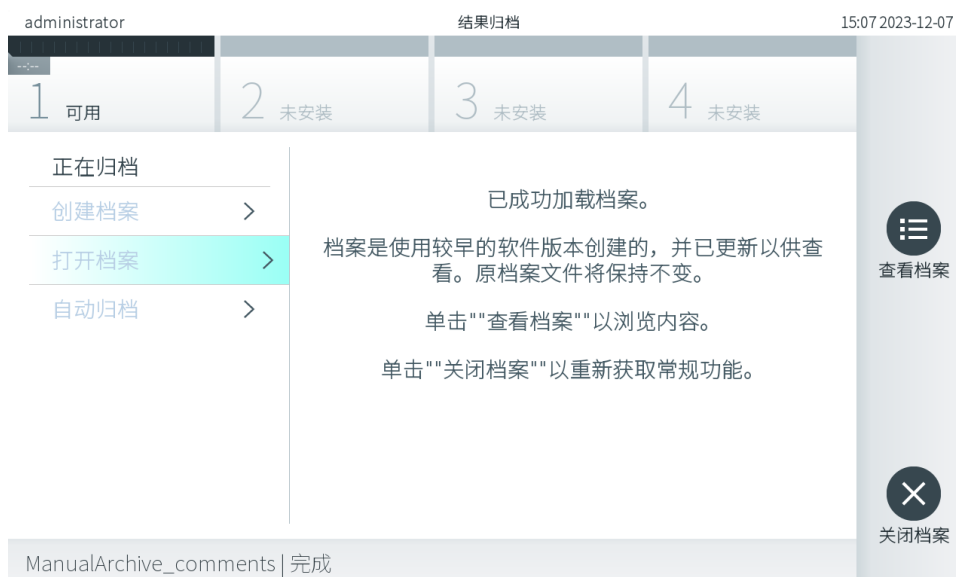 administrator
结果归档
15:07 2023-12-07
--:--
1 可用
2 未安装
3 未安装
4 未安装
正在归档
创建档案
打开档案
自动归档
已成功加载档案。
档案是使用较早的软件版本创建的，并已更新以供查
看。原档案文件将保持不变。
单击""查看档案""以浏览内容。
单击""关闭档案""以重新获取常规功能。
查看档案
关闭档案
ManualArchive_comments | 完成